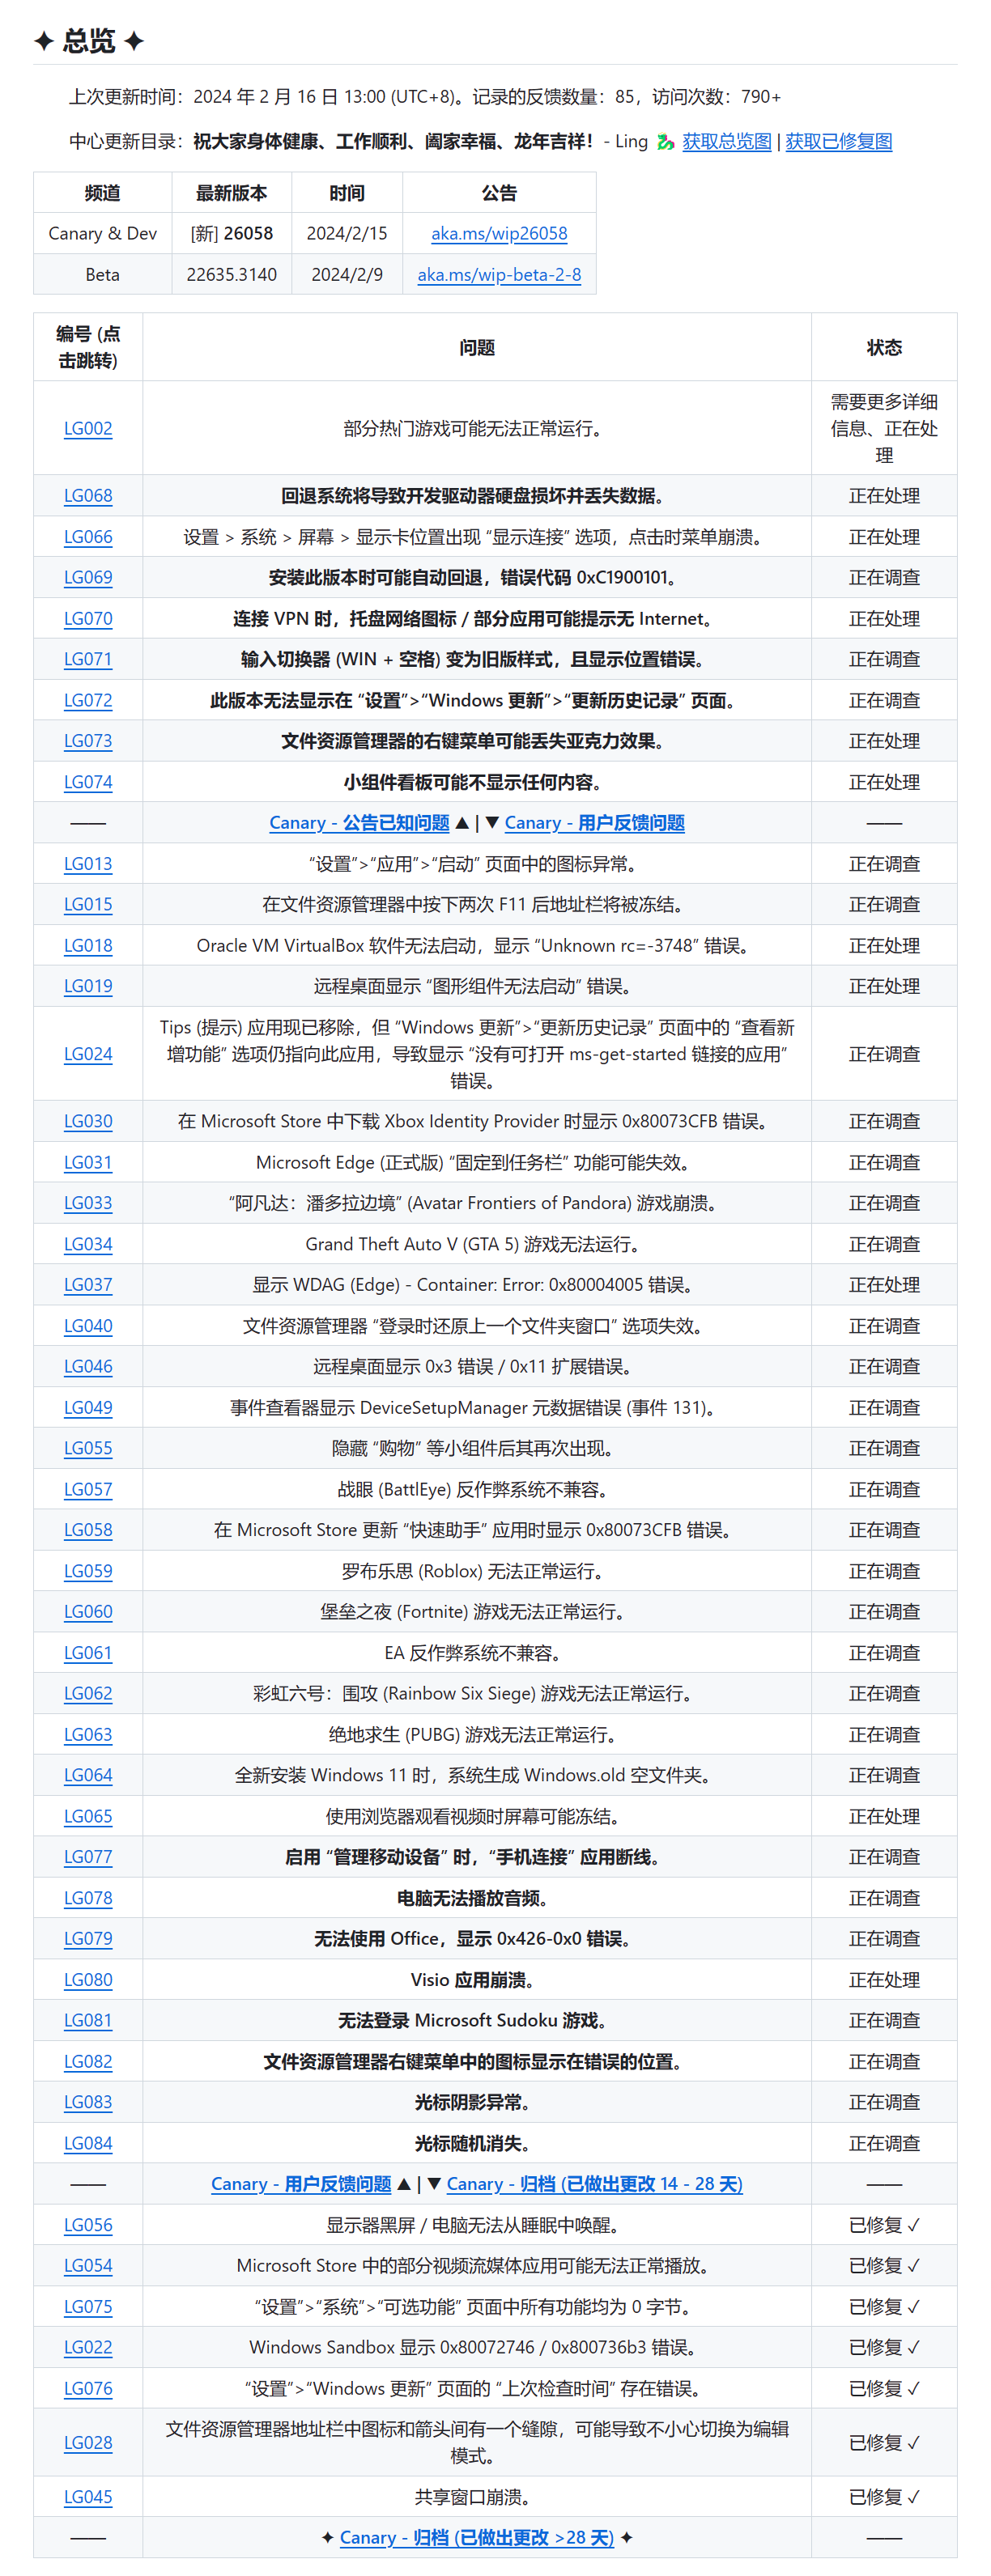 ✦ 总览 ✦
上次更新时间：2024 年 2 月 16 日 13:00 (UTC+8)。记录的反馈数量：85，访问次数：790+
中心更新目录：祝大家身体健康、工作顺利、阖家幸福、龙年吉祥！- Ling 🐉 获取总览图 | 获取已修复图
频道 最新版本 时间 公告
Canary & Dev [新] 26058 2024/2/15 aka.ms/wip26058
Beta 22635.3140 2024/2/9 aka.ms/wip-beta-2-8
编号 (点
击跳转) 问题 状态
LG002 部分热门游戏可能无法正常运行。 需要更多详细
信息、正在处
理
LG068 回退系统将导致开发驱动器硬盘损坏并丢失数据。 正在处理
LG066 设置 > 系统 > 屏幕 > 显示卡位置出现 “显示连接” 选项，点击时菜单崩溃。 正在处理
LG069 安装此版本时可能自动回退，错误代码 0xC1900101。 正在调查
LG070 连接 VPN 时，托盘网络图标 / 部分应用可能提示无 Internet。 正在处理
LG071 输入切换器 (WIN + 空格) 变为旧版样式，且显示位置错误。 正在调查
LG072 此版本无法显示在 “设置”>“Windows 更新”>“更新历史记录” 页面。 正在调查
LG073 文件资源管理器的右键菜单可能丢失亚克力效果。 正在处理
LG074 小组件看板可能不显示任何内容。 正在处理
—— Canary - 公告已知问题 ▲ | ▼ Canary - 用户反馈问题 ——
LG013 “设置”>“应用”>“启动” 页面中的图标异常。 正在调查
LG015 在文件资源管理器中按下两次 F11 后地址栏将被冻结。 正在调查
LG018 Oracle VM VirtualBox 软件无法启动，显示 “Unknown rc=-3748” 错误。 正在处理
LG019 远程桌面显示 “图形组件无法启动” 错误。 正在处理
LG024 Tips (提示) 应用现已移除，但 “Windows 更新”>“更新历史记录” 页面中的 “查看新
增功能” 选项仍指向此应用，导致显示 “没有可打开 ms-get-started 链接的应用”
错误。 正在调查
LG030 在 Microsoft Store 中下载 Xbox Identity Provider 时显示 0x80073CFB 错误。 正在调查
LG031 Microsoft Edge (正式版) “固定到任务栏” 功能可能失效。 正在调查
LG033 “阿凡达：潘多拉边境” (Avatar Frontiers of Pandora) 游戏崩溃。 正在调查
LG034 Grand Theft Auto V (GTA 5) 游戏无法运行。 正在调查
LG037 显示 WDAG (Edge) - Container: Error: 0x80004005 错误。 正在处理
LG040 文件资源管理器 “登录时还原上一个文件夹窗口” 选项失效。 正在调查
LG046 远程桌面显示 0x3 错误 / 0x11 扩展错误。 正在调查
LG049 事件查看器显示 DeviceSetupManager 元数据错误 (事件 131)。 正在调查
LG055 隐藏 “购物” 等小组件后其再次出现。 正在调查
LG057 战眼 (BattlEye) 反作弊系统不兼容。 正在调查
LG058 在 Microsoft Store 更新 “快速助手” 应用时显示 0x80073CFB 错误。 正在调查
LG059 罗布乐思 (Roblox) 无法正常运行。 正在调查
LG060 堡垒之夜 (Fortnite) 游戏无法正常运行。 正在调查
LG061 EA 反作弊系统不兼容。 正在调查
LG062 彩虹六号：围攻 (Rainbow Six Siege) 游戏无法正常运行。 正在调查
LG063 绝地求生 (PUBG) 游戏无法正常运行。 正在调查
LG064 全新安装 Windows 11 时，系统生成 Windows.old 空文件夹。 正在调查
LG065 使用浏览器观看视频时屏幕可能冻结。 正在处理
LG077 启用 “管理移动设备” 时，“手机连接” 应用断线。 正在调查
LG078 电脑无法播放音频。 正在调查
LG079 无法使用 Office，显示 0x426-0x0 错误。 正在调查
LG080 Visio 应用崩溃。 正在处理
LG081 无法登录 Microsoft Sudoku 游戏。 正在调查
LG082 文件资源管理器右键菜单中的图标显示在错误的位置。 正在调查
LG083 光标阴影异常。 正在调查
LG084 光标随机消失。 正在调查
—— Canary - 用户反馈问题 ▲ | ▼ Canary - 归档 (已做出更改 14 - 28 天) ——
LG056 显示器黑屏 / 电脑无法从睡眠中唤醒。 已修复 ✓
LG054 Microsoft Store 中的部分视频流媒体应用可能无法正常播放。 已修复 ✓
LG075 “设置”>“系统”>“可选功能” 页面中所有功能均为 0 字节。 已修复 ✓
LG022 Windows Sandbox 显示 0x80072746 / 0x800736b3 错误。 已修复 ✓
LG076 “设置”>“Windows 更新” 页面的 “上次检查时间” 存在错误。 已修复 ✓
LG028 文件资源管理器地址栏中图标和箭头间有一个缝隙，可能导致不小心切换为编辑
模式。 已修复 ✓
LG045 共享窗口崩溃。 已修复 ✓
—— ✦ Canary - 归档 (已做出更改 >28 天) ✦ ——